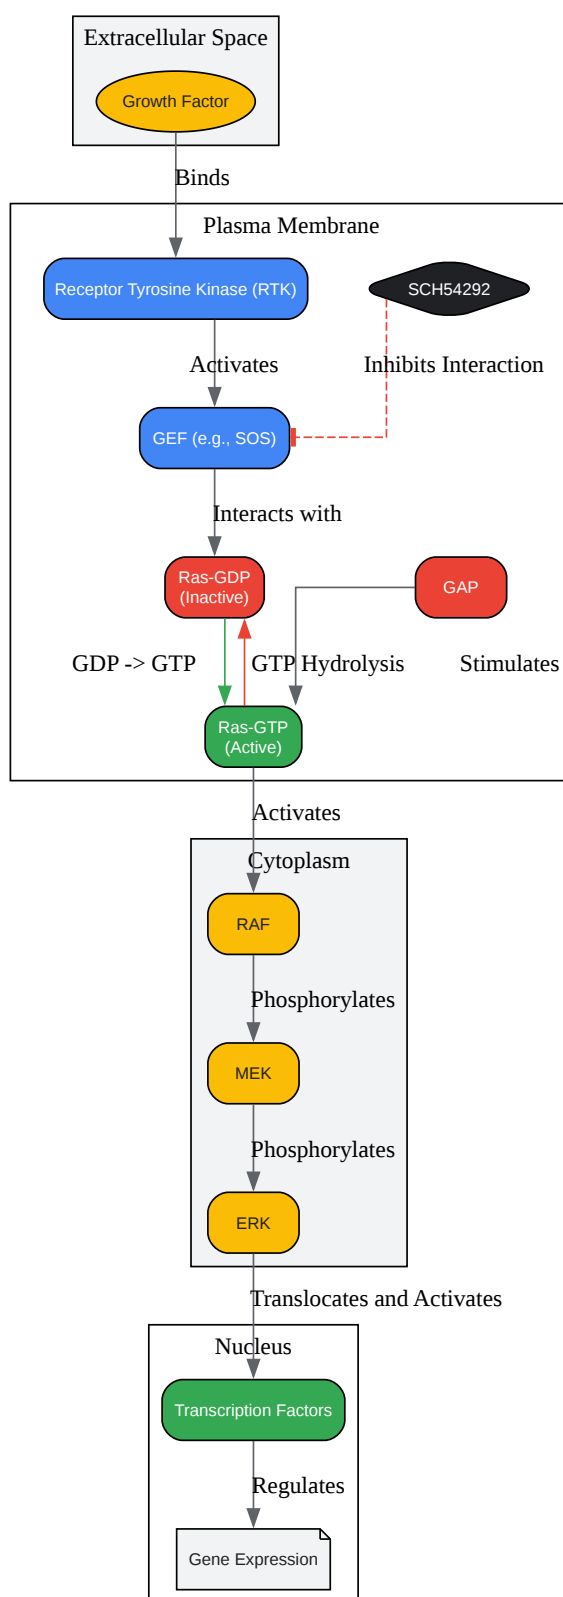 Extracellular Space
Growth Factor
Binds
Plasma Membrane
Receptor Tyrosine Kinase (RTK)
SCH54292
Activates
Inhibits Interaction
GEF (e.g., SOS)
Interacts with
Ras-GDP
(Inactive)
GAP
GDP -> GTP
GTP Hydrolysis
Stimulates
Ras-GTP
(Active)
Activates
Cytoplasm
RAF
Phosphorylates
MEK
Phosphorylates
ERK
Translocates and Activates
Nucleus
Transcription Factors
Regulates
Gene Expression